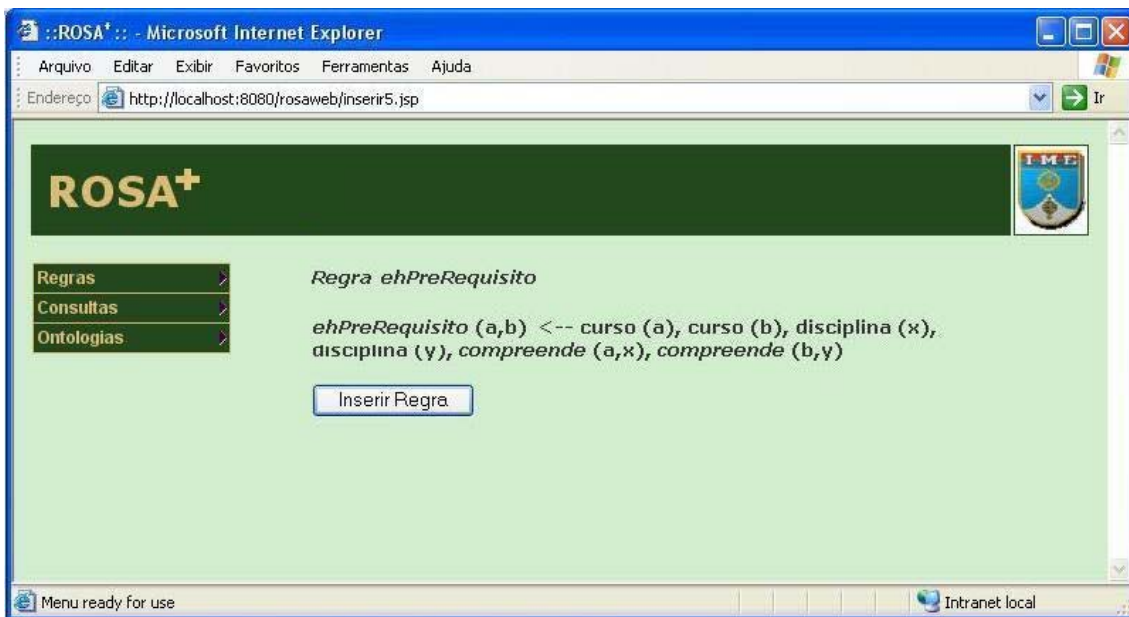 ::ROSA⁺:: - Microsoft Internet Explorer
Arquivo Editar Exibir Favoritos Ferramentas Ajuda
Endereço http://localhost:8080/rosaweb/inserir5.jsp Ir
ROSA⁺
IME
Regras
Consultas
Ontologias
Regra ehPreRequisito
ehPreRequisito (a,b) <-- curso (a), curso (b), disciplina (x),
disciplina (y), compreende (a,x), compreende (b,y)
Inserir Regra
Menu ready for use Intranet local